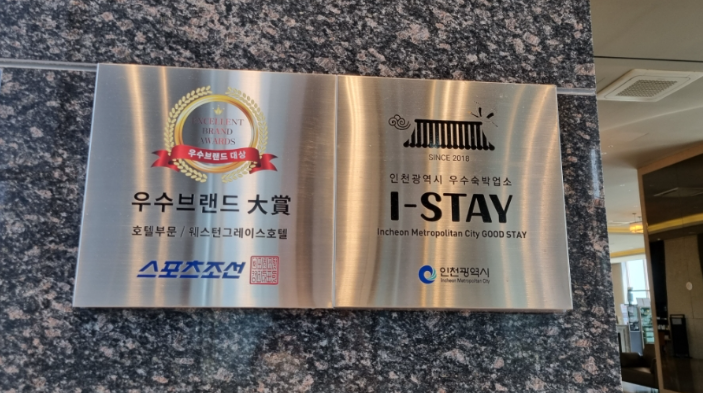 EXCELLENT
BRAND
AWARDS
우수브랜드 대상
우수브랜드 大賞
호텔부문 / 웨스턴그레이스호텔
스포츠조선
SINCE 2018
인천광역시 우수숙박업소
I-STAY
Incheon Metropolitan City GOOD STAY
인천광역시
Incheon Metropolitan City